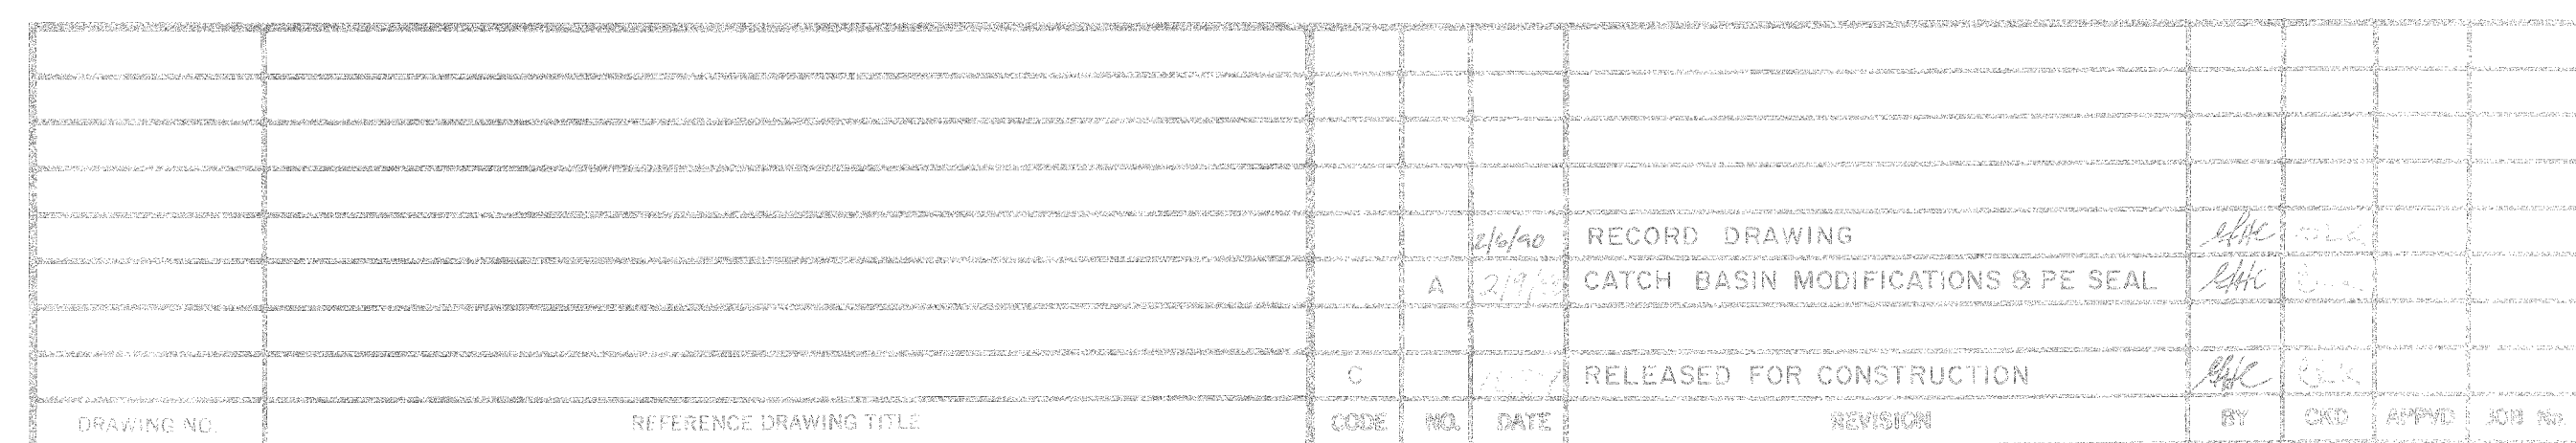 2/6/90 RECORD DRAWING
A CATCH BASIN MODIFICATIONS & PE SEAL
C RELEASED FOR CONSTRUCTION
DRAWING NO. REFERENCE DRAWING TITLE CODE NO. DATE REVISION BY CKD APPVD JOB No.